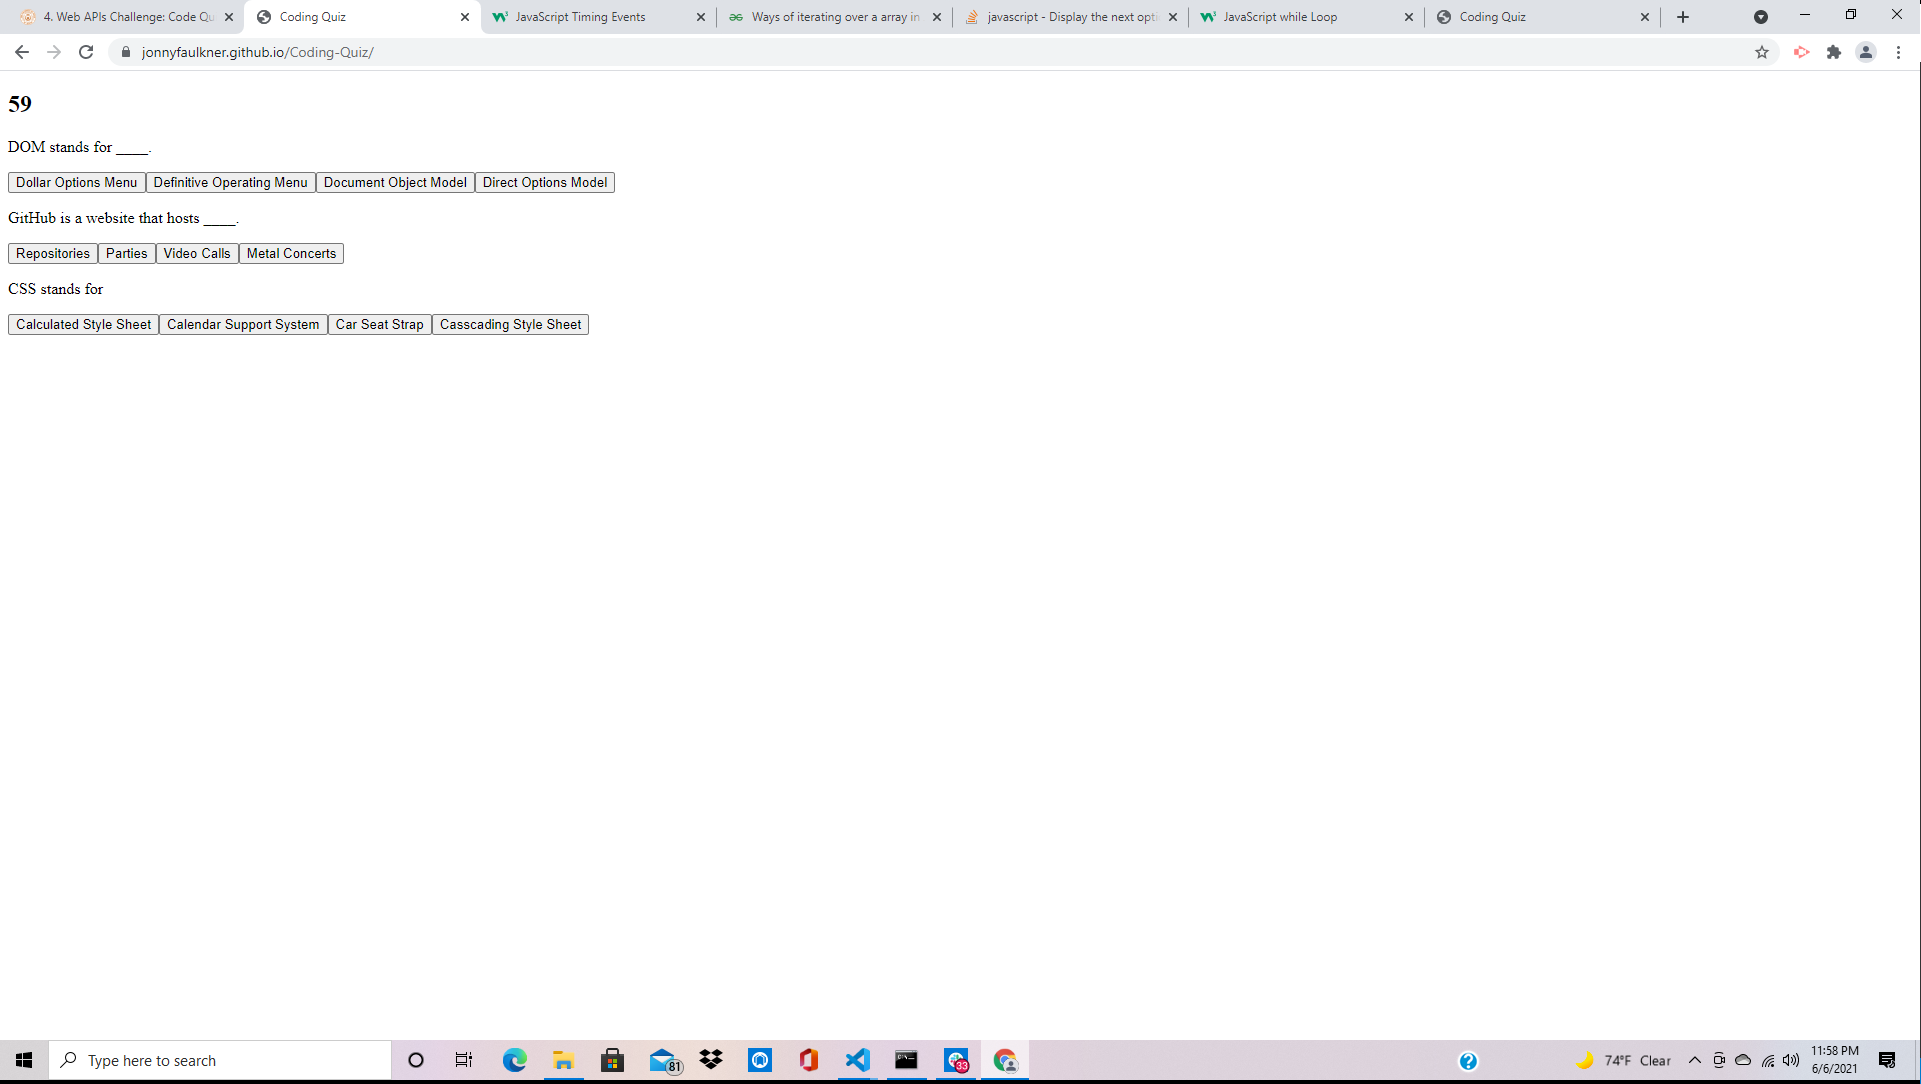 4. Web APIs Challenge: Code Qu
Coding Quiz
JavaScript Timing Events
Ways of iterating over a array in
javascript - Display the next opti
JavaScript while Loop
Coding Quiz
jonnyfaulkner.github.io/Coding-Quiz/
59
DOM stands for ____.
Dollar Options Menu Definitive Operating Menu Document Object Model Direct Options Model
GitHub is a website that hosts ____.
Repositories Parties Video Calls Metal Concerts
CSS stands for
Calculated Style Sheet Calendar Support System Car Seat Strap Casscading Style Sheet
Type here to search
81
33
74°F Clear
11:58 PM
6/6/2021